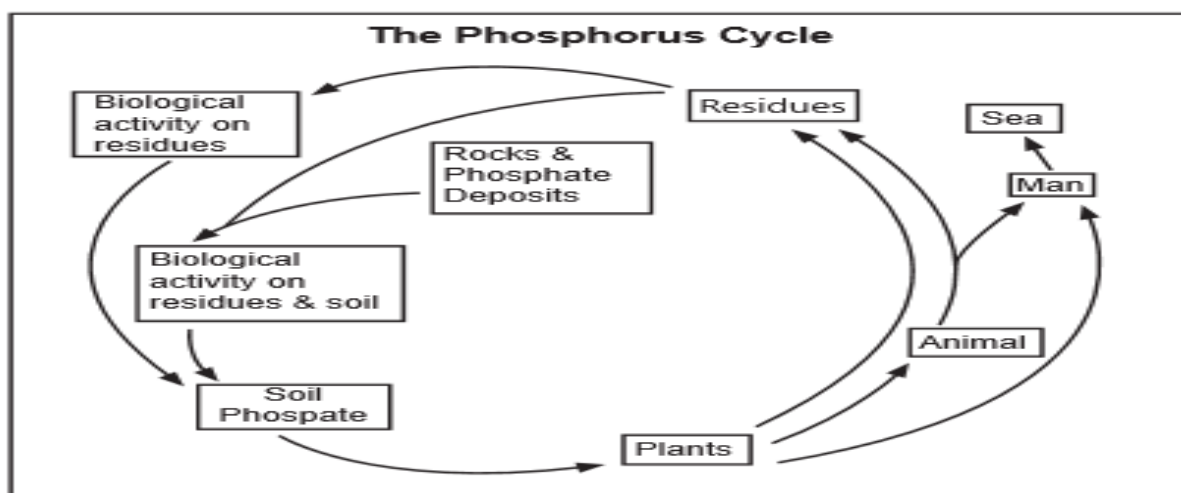 The Phosphorus Cycle
Biological
activity on
residues
Residues
Sea
Rocks &
Phosphate
Deposits
Man
Biological
activity on
residues & soil
Animal
Soil
Phospate
Plants